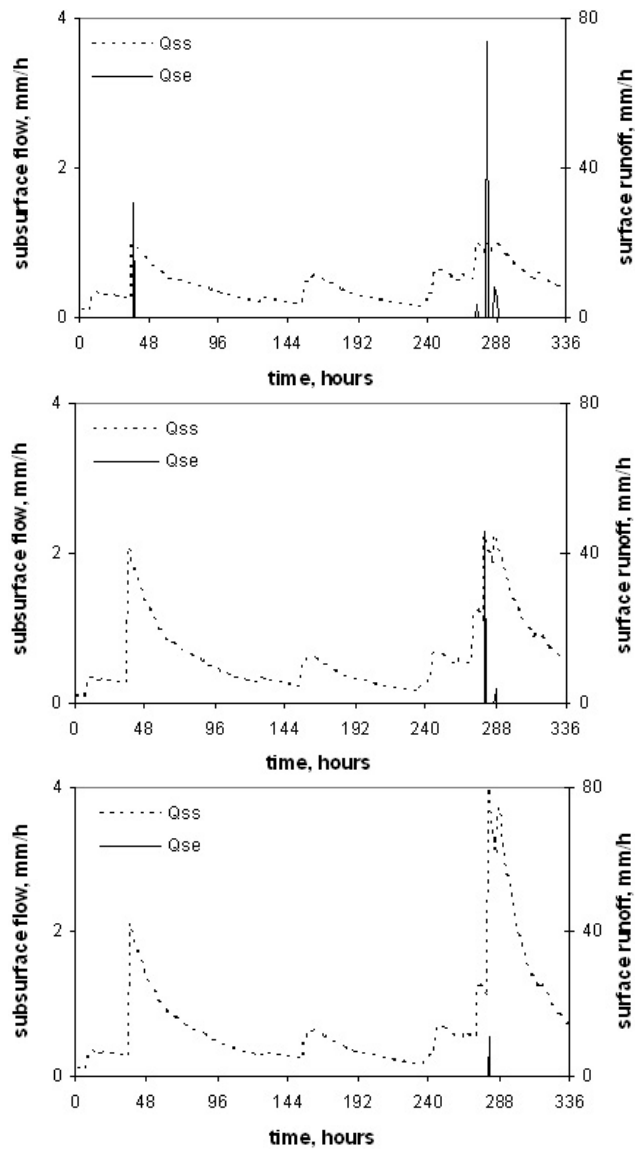 4
80
Qss
Qse
subsurface flow, mm/h
surface runoff, mm/h
2
40
0
0
0 48 96 144 192 240 288 336
time, hours
4
80
Qss
Qse
subsurface flow, mm/h
surface runoff, mm/h
2
40
0
0
0 48 96 144 192 240 288 336
time, hours
4
80
Qss
Qse
subsurface flow, mm/h
surface runoff, mm/h
2
40
0
0
0 48 96 144 192 240 288 336
time, hours